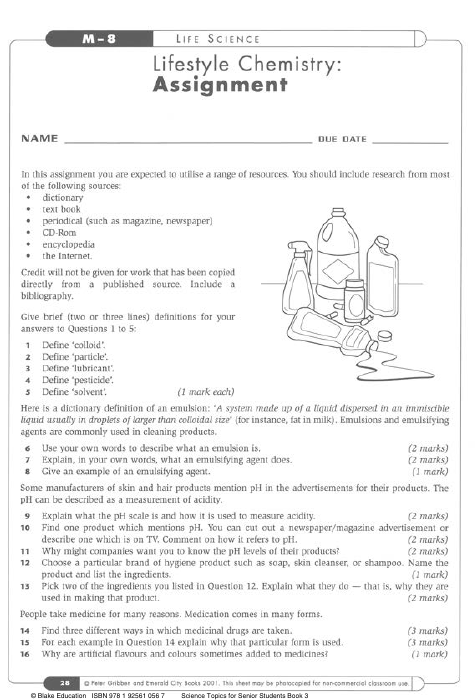 M-8 LIFE SCIENCE
Lifestyle Chemistry:
Assignment
NAME DUE DATE
In this assignment you are expected to utilise a range of resources. You should include research from most
of the following sources:
• dictionary
• text book
• periodical (such as magazine, newspaper)
• CD-Rom
• encyclopedia
• the Internet.
Credit will not be given for work that has been copied
directly from a published source. Include a
bibliography.
Give brief (two or three lines) definitions for your
answers to Questions 1 to 5:
1 Define 'colloid'.
2 Define 'particle'.
3 Define 'lubricant'.
4 Define 'pesticide'.
5 Define 'solvent'. (1 mark each)
Here is a dictionary definition of an emulsion: 'A system made up of a liquid dispersed in an immiscible
liquid usually in droplets of larger than colloidal size' (for instance, fat in milk). Emulsions and emulsifying
agents are commonly used in cleaning products.
6 Use your own words to describe what an emulsion is. (2 marks)
7 Explain, in your own words, what an emulsifying agent does. (2 marks)
8 Give an example of an emulsifying agent. (1 mark)
Some manufacturers of skin and hair products mention pH in the advertisements for their products. The
pH can be described as a measurement of acidity.
9 Explain what the pH scale is and how it is used to measure acidity. (2 marks)
10 Find one product which mentions pH. You can cut out a newspaper/magazine advertisement or
describe one which is on TV. Comment on how it refers to pH. (2 marks)
11 Why might companies want you to know the pH levels of their products? (2 marks)
12 Choose a particular brand of hygiene product such as soap, skin cleanser, or shampoo. Name the
product and list the ingredients. (1 mark)
13 Pick two of the ingredients you listed in Question 12. Explain what they do — that is, why they are
used in making that product. (2 marks)
People take medicine for many reasons. Medication comes in many forms.
14 Find three different ways in which medicinal drugs are taken. (3 marks)
15 For each example in Question 14 explain why that particular form is used. (3 marks)
16 Why are artificial flavours and colours sometimes added to medicines? (1 mark)
28 © Peter Gribben and Emerald City Books 2001. This sheet may be photocopied for non-commercial classroom use.
© Blake Education ISBN 978 1 92561 056 7 Science Topics for Senior Students Book 3